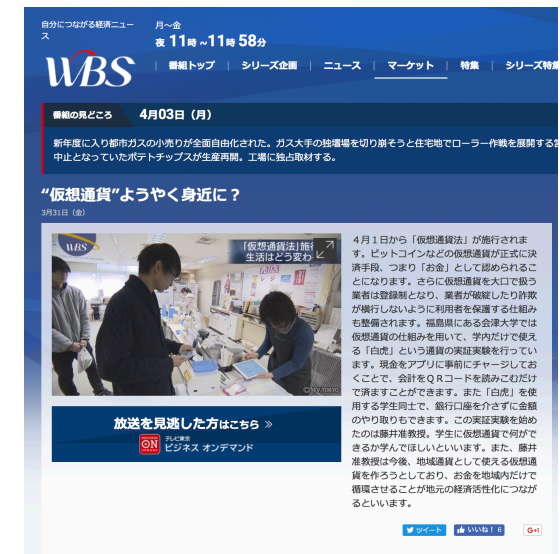 自分につながる経済ニュー
ス
月～金
夜 11時 ~11時 58分
WBS
番組トップ | シリーズ企画 | ニュース | マーケット | 特集 | シリーズ特集
番組の見どころ 4月03日（月）
新年度に入り都市ガスの小売りが全面自由化された。ガス大手の独壇場を切り崩そうと住宅地でローラー作戦を展開する営
中止となっていたポテトチップスが生産再開。工場に独占取材する。
“仮想通貨”ようやく身近に？
3月31日（金）
WBS
「仮想通貨法」施行
生活はどう変わ
©TV TOKYO
放送を見逃した方はこちら ≫
ON テレビ東京
ビジネス オンデマンド
４月１日から「仮想通貨法」が施行されま
す。ビットコインなどの仮想通貨が正式に決
済手段、つまり「お金」として認められるこ
とになります。さらに仮想通貨を大口で扱う
業者は登録制となり、業者が破綻したり詐欺
が横行しないように利用者を保護する仕組み
も整備されます。福島県にある会津大学では
仮想通貨の仕組みを用いて、学内だけで使え
る「白虎」という通貨の実証実験を行ってい
ます。現金をアプリに事前にチャージしてお
くことで、会計をＱＲコードを読みこむだけ
で済ますことができます。また「白虎」を使
用する学生同士で、銀行口座を介さずに金額
のやり取りもできます。この実証実験を始め
たのは藤井准教授。学生に仮想通貨で何がで
きるか学んでほしいといいます。また、藤井
准教授は今後、地域通貨として使える仮想通
貨を作ろうとしており、お金を地域内だけで
循環させることが地元の経済活性化につなが
るといいます。
ツイート いいね！ 6 G+1